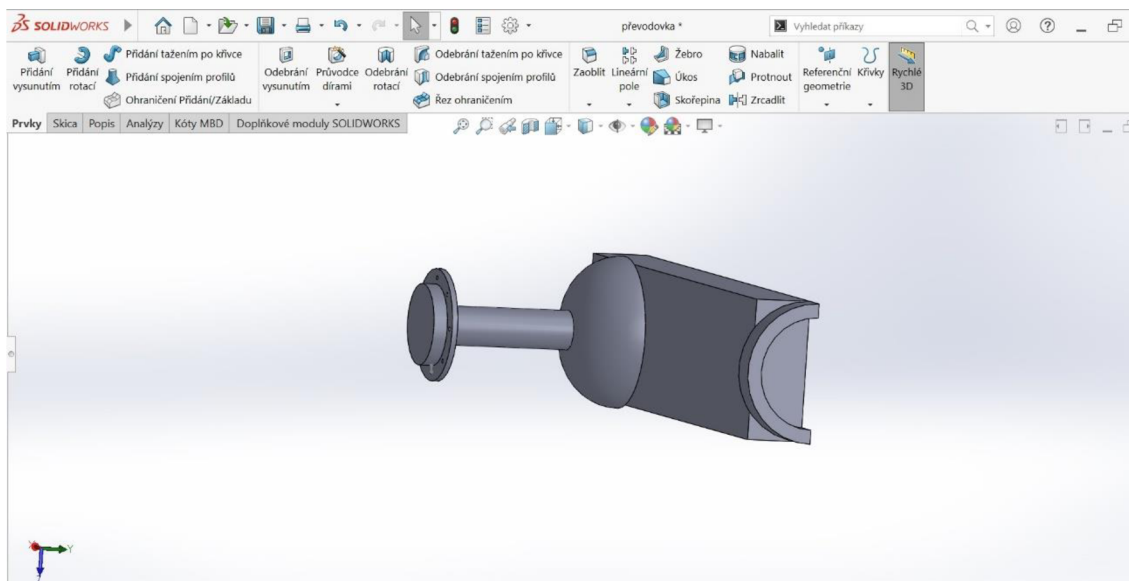 SOLIDWORKS
převodovka *
Vyhledat příkazy
Přidání vysunutím
Přidání rotací
Přidání tažením po křivce
Přidání spojením profilů
Ohraničení Přidání/Základu
Odebrání vysunutím
Průvodce dírami
Odebrání rotací
Odebrání tažením po křivce
Odebrání spojením profilů
Řez ohraničením
Zaoblit
Lineární pole
Žebro
Úkos
Skořepina
Nabalit
Protnout
Zrcadlit
Referenční geometrie
Křivky
Rychlé 3D
Prvky
Skica
Popis
Analýzy
Kóty MBD
Doplňkové moduly SOLIDWORKS
Y